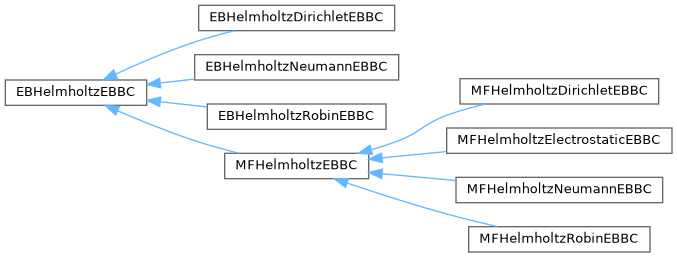 EBHelmholtzDirichletEBBC
EBHelmholtzNeumannEBBC
EBHelmholtzEBBC
MFHelmholtzDirichletEBBC
EBHelmholtzRobinEBBC
MFHelmholtzElectrostaticEBBC
MFHelmholtzEBBC
MFHelmholtzNeumannEBBC
MFHelmholtzRobinEBBC